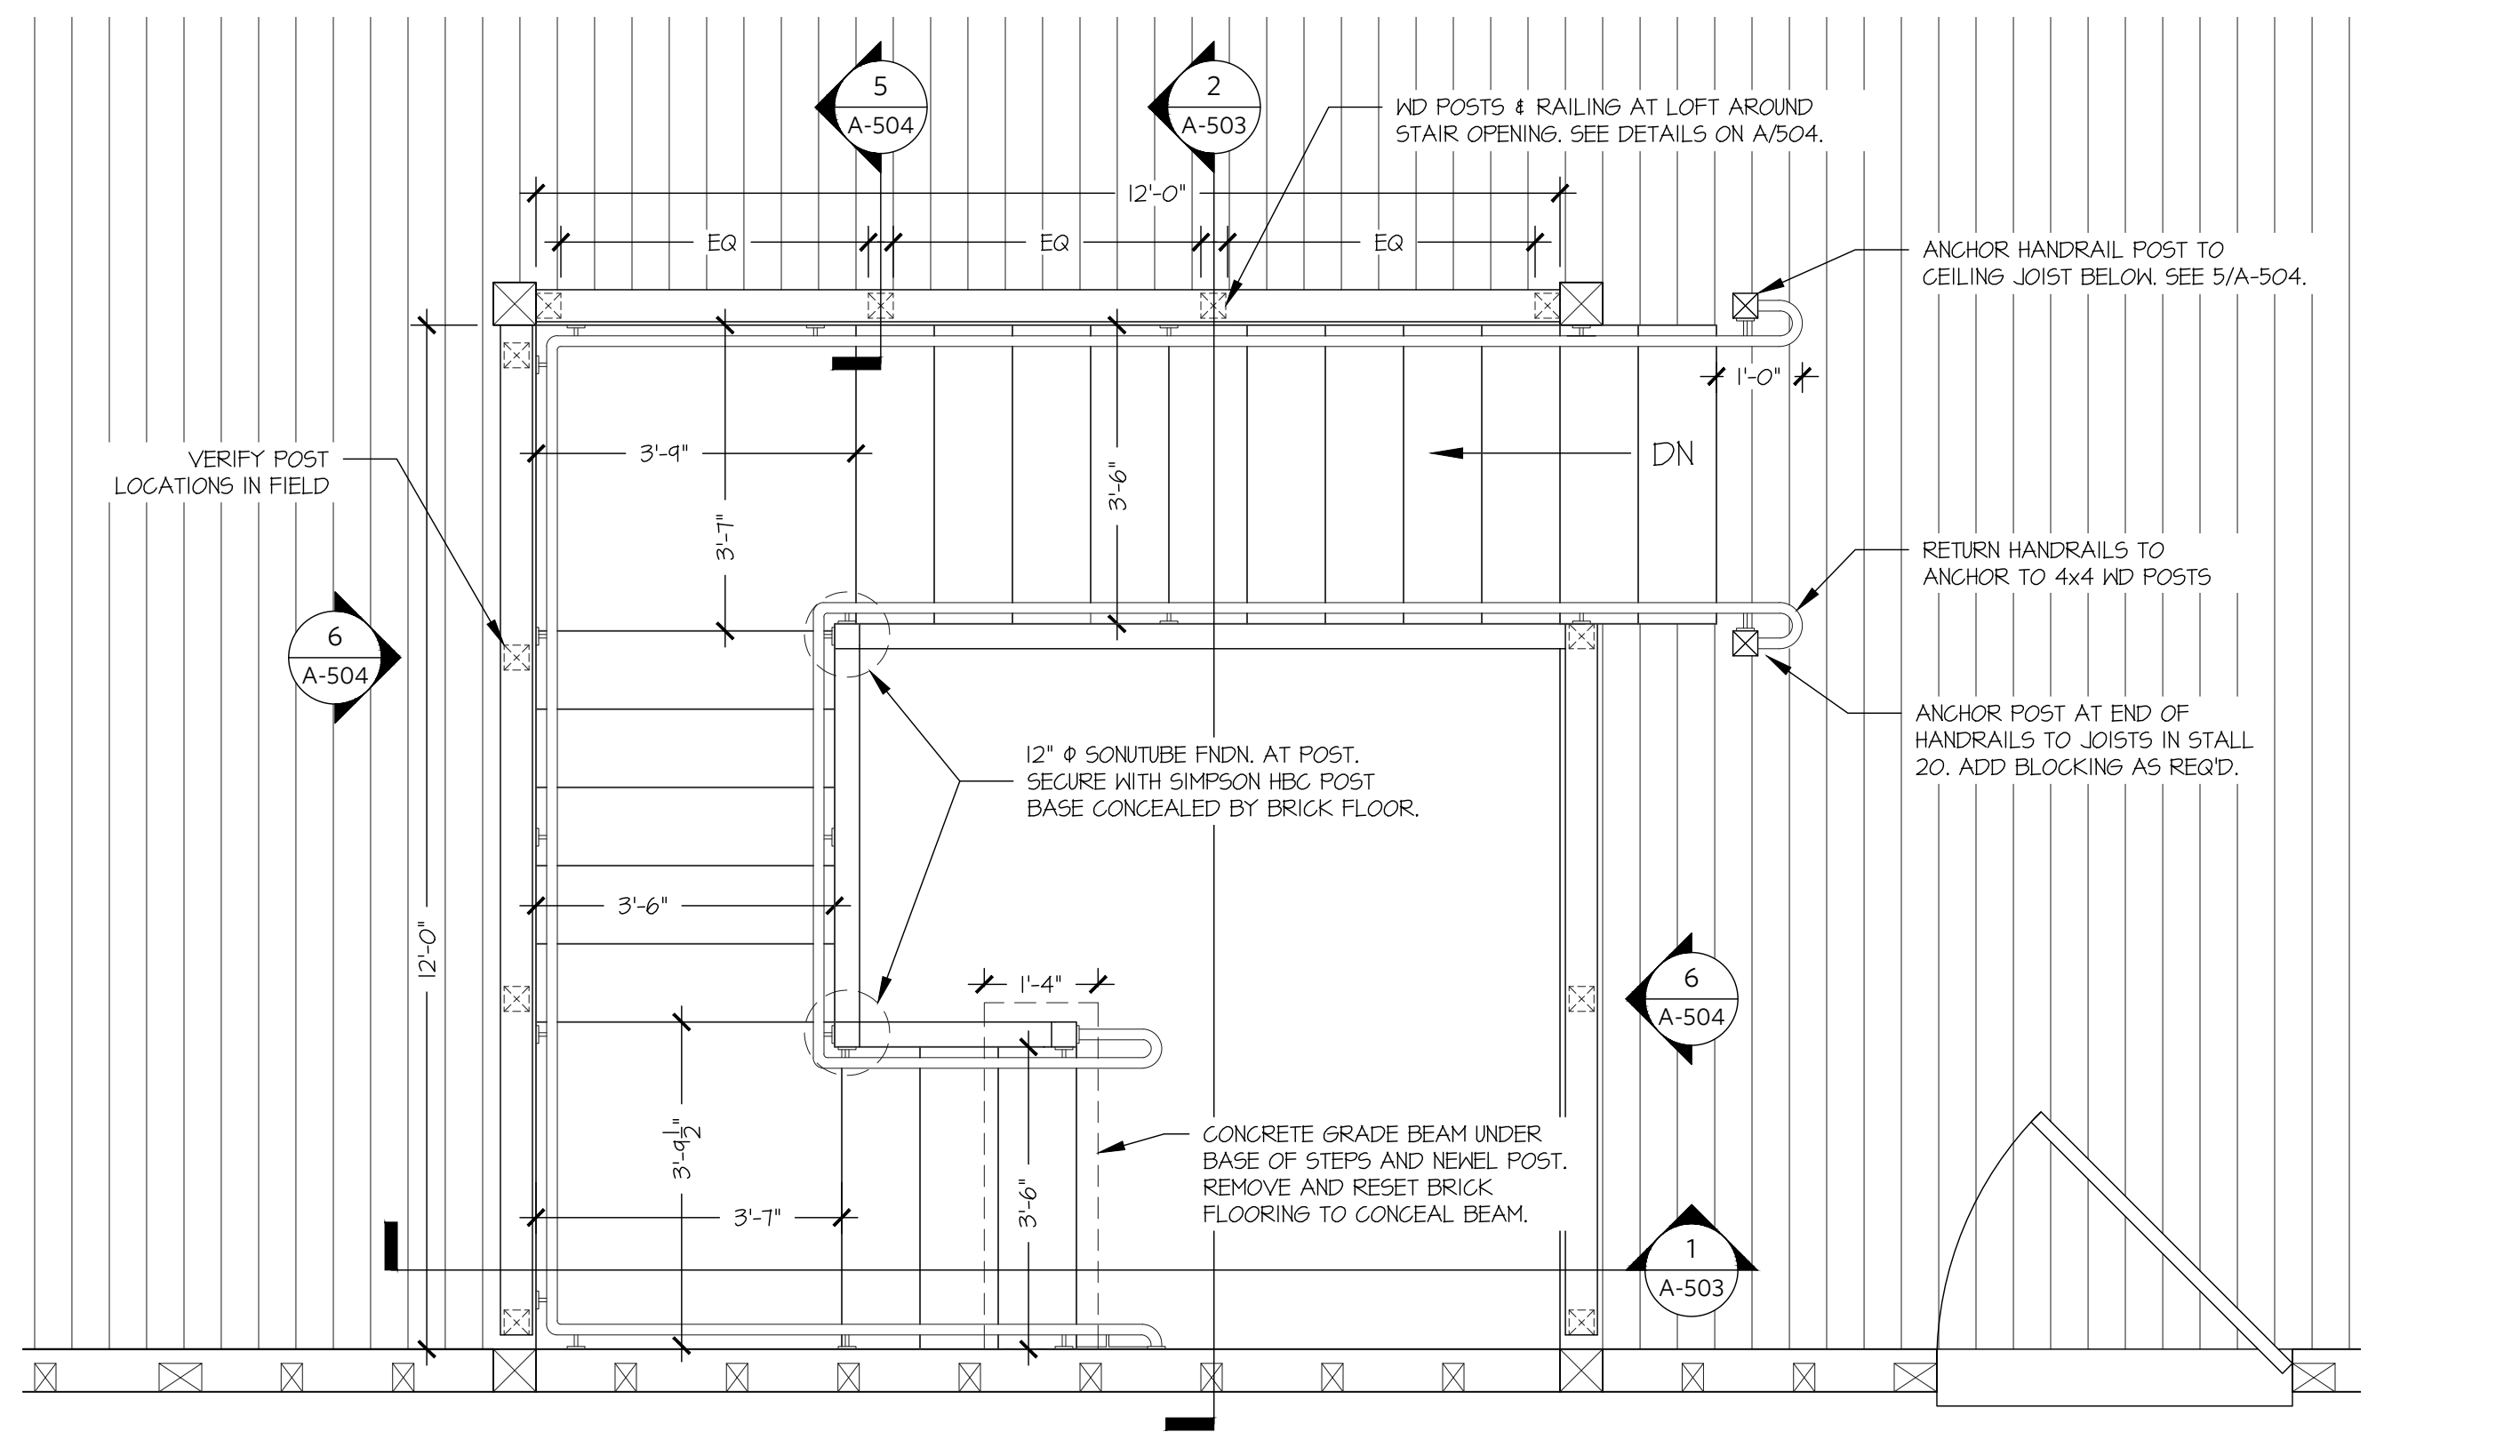 5
A-504
2
A-503
WD POSTS & RAILING AT LOFT AROUND
STAIR OPENING. SEE DETAILS ON A/504.
12'-0"
EQ
EQ
EQ
ANCHOR HANDRAIL POST TO
CEILING JOIST BELOW. SEE 5/A-504.
1'-0"
VERIFY POST
LOCATIONS IN FIELD
3'-9"
3'-7"
3'-6"
DN
RETURN HANDRAILS TO
ANCHOR TO 4x4 WD POSTS
6
A-504
ANCHOR POST AT END OF
HANDRAILS TO JOISTS IN STALL
20. ADD BLOCKING AS REQ'D.
12" Φ SONUTUBE FNDN. AT POST.
SECURE WITH SIMPSON HBC POST
BASE CONCEALED BY BRICK FLOOR.
3'-6"
12'-0"
1'-4"
6
A-504
3'-9 1/2"
CONCRETE GRADE BEAM UNDER
BASE OF STEPS AND NEWEL POST.
REMOVE AND RESET BRICK
FLOORING TO CONCEAL BEAM.
3'-6"
3'-7"
1
A-503